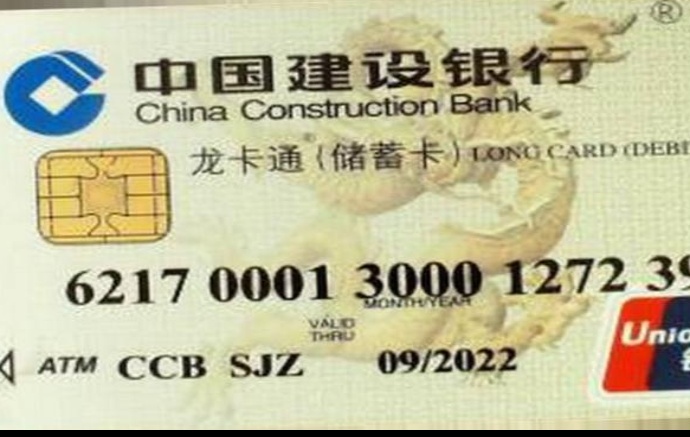 ®
中国建设银行
China Construction Bank
龙卡通®(储蓄卡) LONG CARD (DEBI
6217 0001 3000 1272 39
MONTH/YEAR
VALID
THRU
ATM CCB SJZ 09/2022
Unio